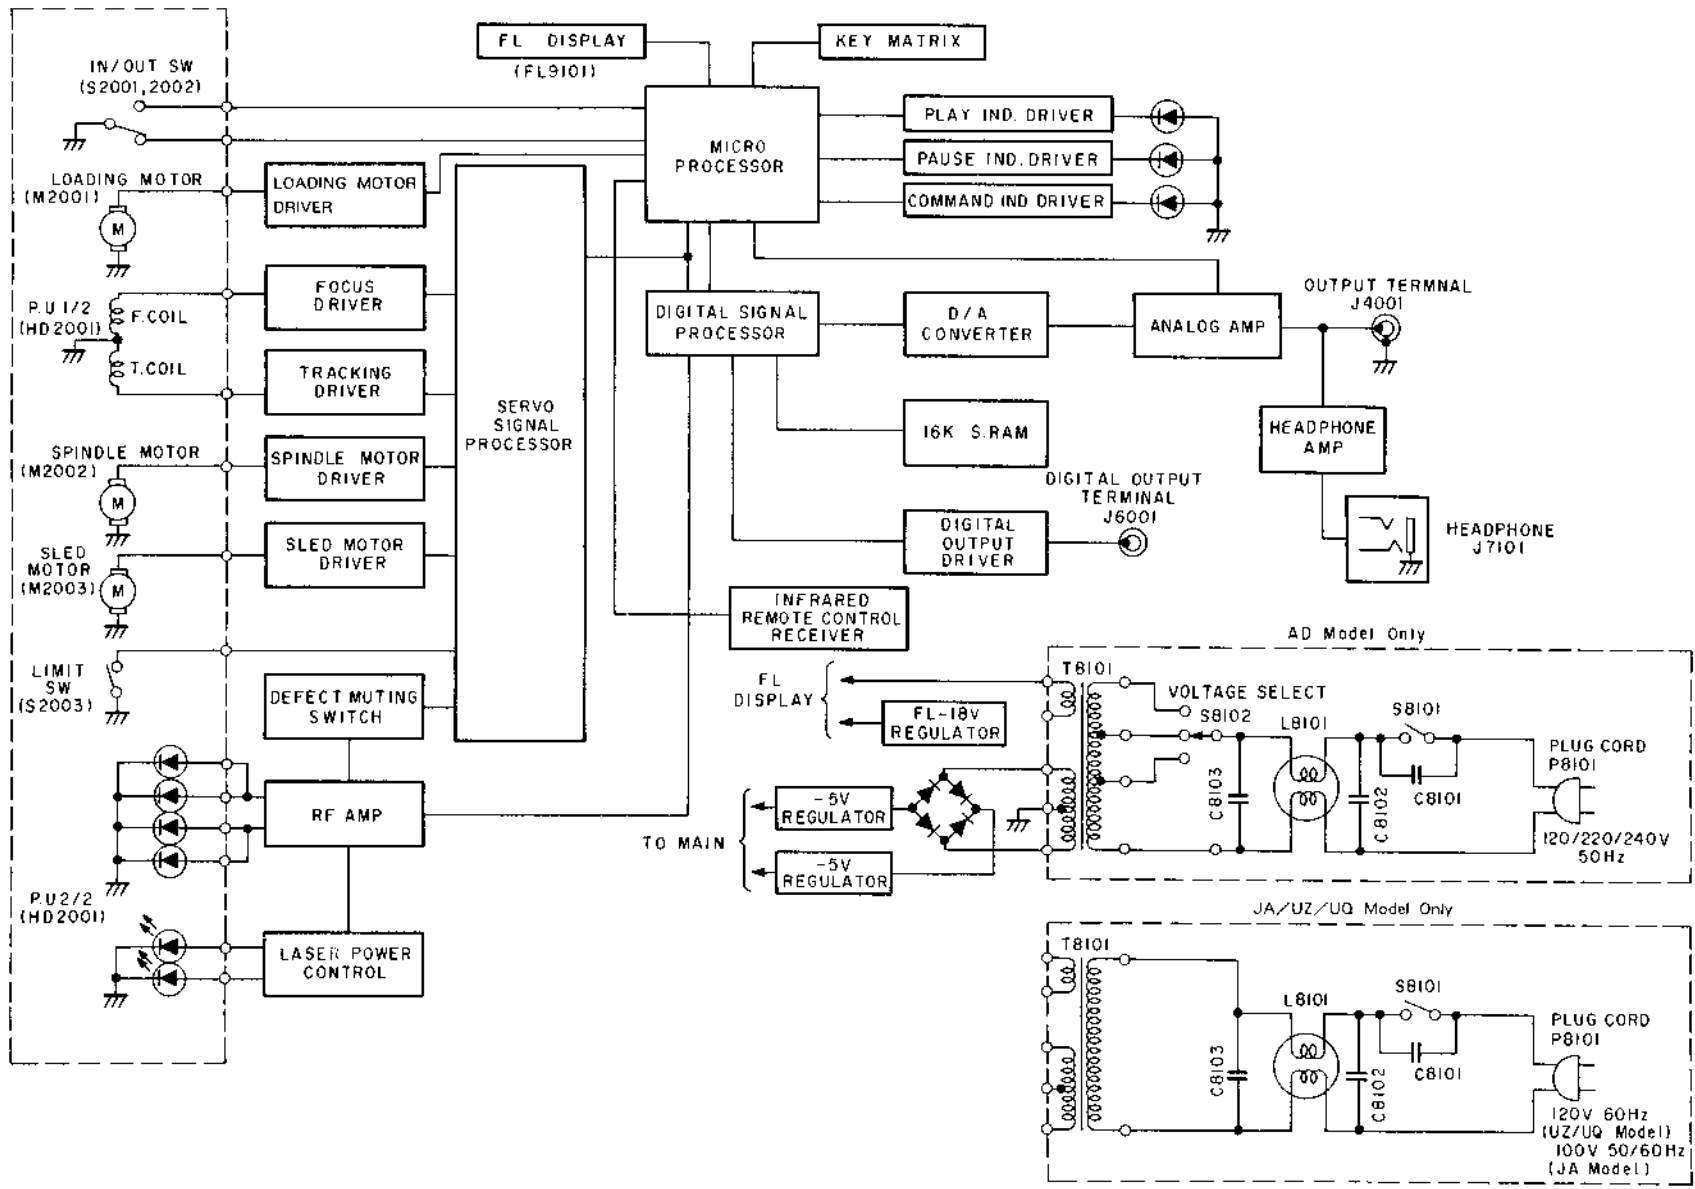 FL DISPLAY
(FL9101)
KEY MATRIX
IN/OUT SW
(S2001,2002)
MICRO
PROCESSOR
PLAY IND. DRIVER
PAUSE IND. DRIVER
COMMAND IND DRIVER
LOADING MOTOR
(M2001)
M
LOADING MOTOR
DRIVER
P.U 1/2
(HD2001)
F.COIL
T.COIL
FOCUS
DRIVER
TRACKING
DRIVER
SERVO
SIGNAL
PROCESSOR
DIGITAL SIGNAL
PROCESSOR
D/A
CONVERTER
ANALOG AMP
OUTPUT TERMNAL
J4001
16K S.RAM
HEADPHONE
AMP
HEADPHONE
J7101
SPINDLE MOTOR
(M2002)
M
SPINDLE MOTOR
DRIVER
DIGITAL OUTPUT
TERMINAL
J6001
DIGITAL
OUTPUT
DRIVER
SLED
MOTOR
(M2003)
M
SLED MOTOR
DRIVER
INFRARED
REMOTE CONTROL
RECEIVER
LIMIT
SW
(S2003)
DEFECT MUTING
SWITCH
RF AMP
P.U 2/2
(HD2001)
LASER POWER
CONTROL
FL
DISPLAY
FL-18V
REGULATOR
TO MAIN
-5V
REGULATOR
-5V
REGULATOR
AD Model Only
T8101
VOLTAGE SELECT
S8102
L8101
S8101
C8103
C8102
C8101
PLUG CORD
P8101
120/220/240V
50Hz
JA/UZ/UQ Model Only
T8101
L8101
S8101
C8103
C8102
C8101
PLUG CORD
P8101
120V 60Hz
(UZ/UQ Model)
100V 50/60Hz
(JA Model)